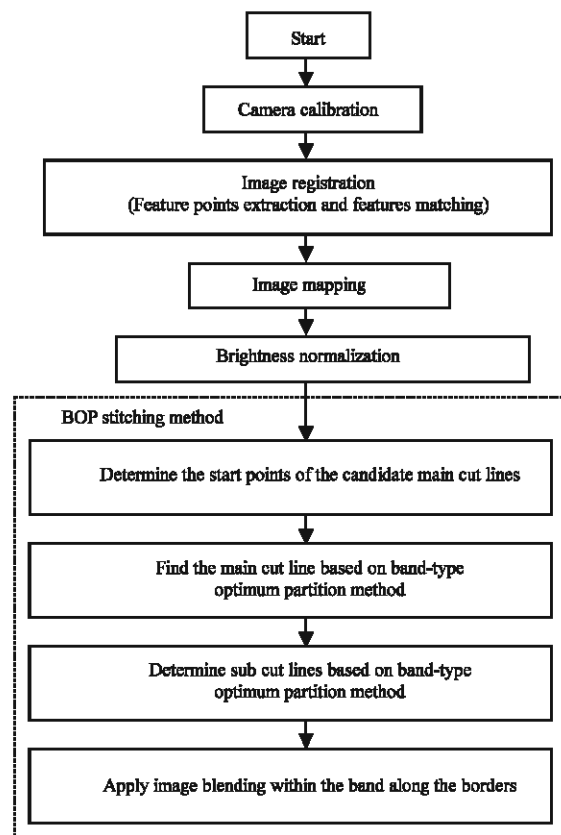 Start
Camera calibration
Image registration
(Feature points extraction and features matching)
Image mapping
Brightness normalization
BOP stitching method
Determine the start points of the candidate main cut lines
Find the main cut line based on band-type
optimum partition method
Determine sub cut lines based on band-type
optimum partition method
Apply image blending within the band along the borders